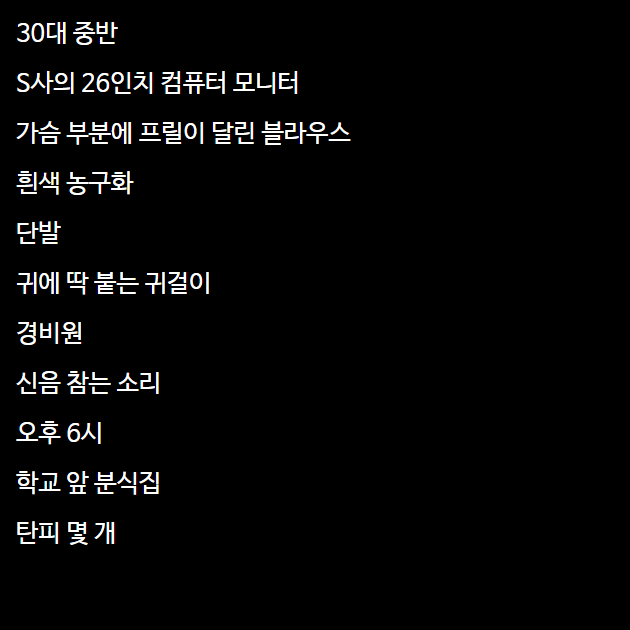 30대 중반
S사의 26인치 컴퓨터 모니터
가슴 부분에 프릴이 달린 블라우스
흰색 농구화
단발
귀에 딱 붙는 귀걸이
경비원
신음 참는 소리
오후 6시
학교 앞 분식집
탄피 몇 개